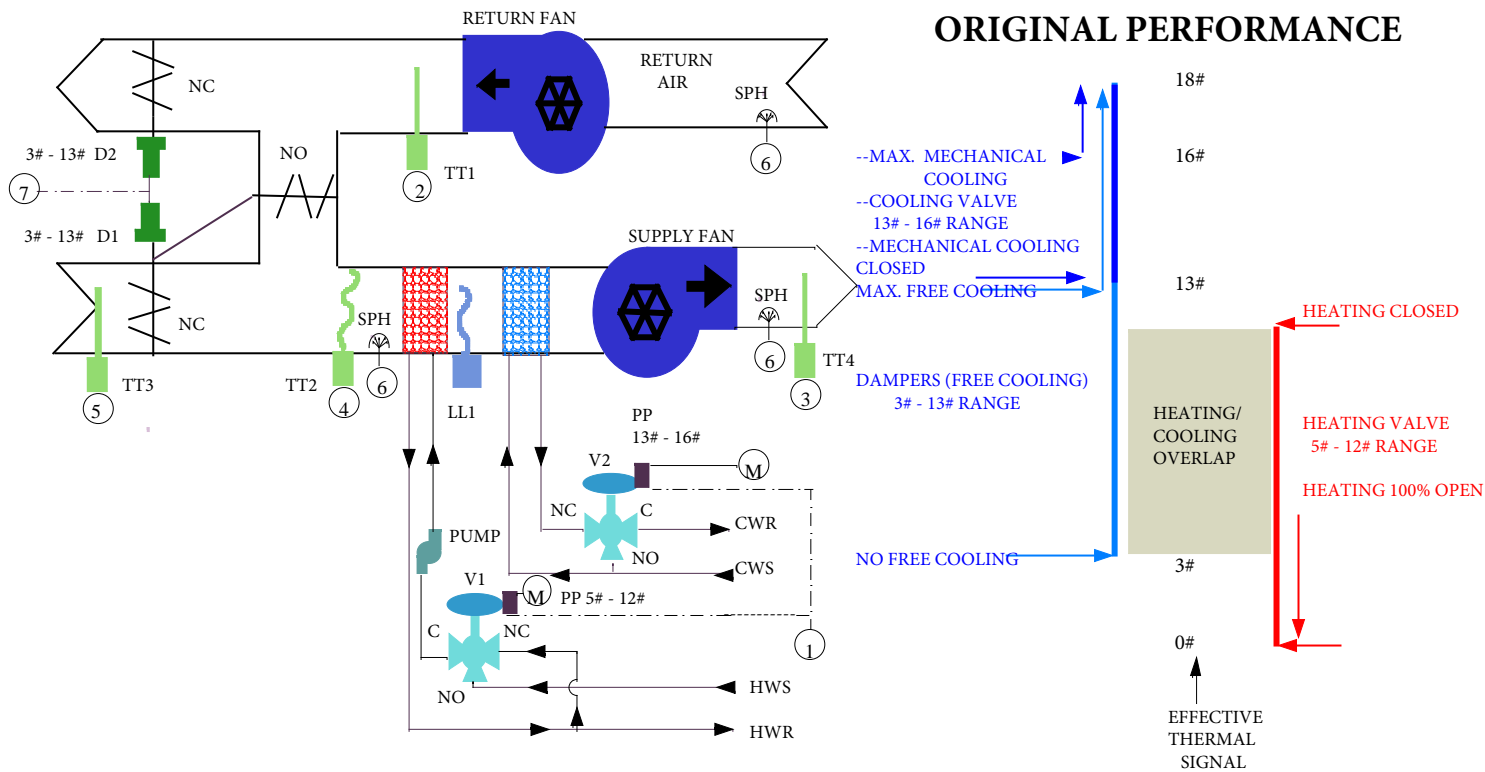 ORIGINAL PERFORMANCE
RETURN FAN
RETURN
AIR
NC
SPH
6
3# - 13# D2
7
3# - 13# D1
NO
TT1
2
SUPPLY FAN
NC
SPH
6
SPH
6
TT3
5
TT2
4
LL1
TT4
3
PP
13# - 16#
V2
M
NC
C
NO
CWR
CWS
PUMP
V1
M
PP 5# - 12#
C
NC
NO
1
HWS
HWR
--MAX. MECHANICAL
COOLING
--COOLING VALVE
13# - 16# RANGE
--MECHANICAL COOLING
CLOSED
MAX. FREE COOLING
DAMPERS (FREE COOLING)
3# - 13# RANGE
NO FREE COOLING
18#
16#
13#
3#
0#
HEATING/
COOLING
OVERLAP
HEATING CLOSED
HEATING VALVE
5# - 12# RANGE
HEATING 100% OPEN
EFFECTIVE
THERMAL
SIGNAL